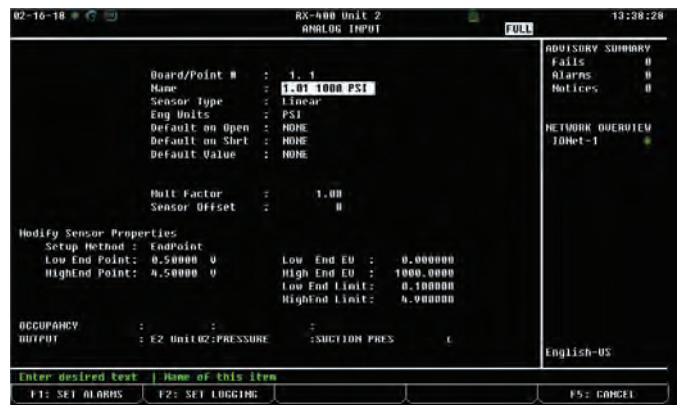 02-16-18 RX-400 Unit 2 13:38:28
ANALOG INPUT FULL
ADVISORY SUMMARY
Fails 0
Alarms 0
Notices 0
NETWORK OVERVIEW
IONet-1
Board/Point # : 1. 1
Name : 1.01 1000 PSI
Sensor Type : Linear
Eng Units : PSI
Default on Open : NONE
Default on Shrt : NONE
Default Value : NONE
Mult Factor : 1.00
Sensor Offset : 0
Modify Sensor Properties
Setup Method : EndPoint
Low End Point: 0.50000 V Low End EU : 0.000000
HighEnd Point: 4.50000 V High End EU : 1000.0000
Low End Limit: 0.100000
HighEnd Limit: 4.900000
OCCUPANCY : : :
OUTPUT : E2 Unit02:PRESSURE :SUCTION PRES
English-US
Enter desired text | Name of this item
F1: SET ALARMS F2: SET LOGGING F5: CANCEL